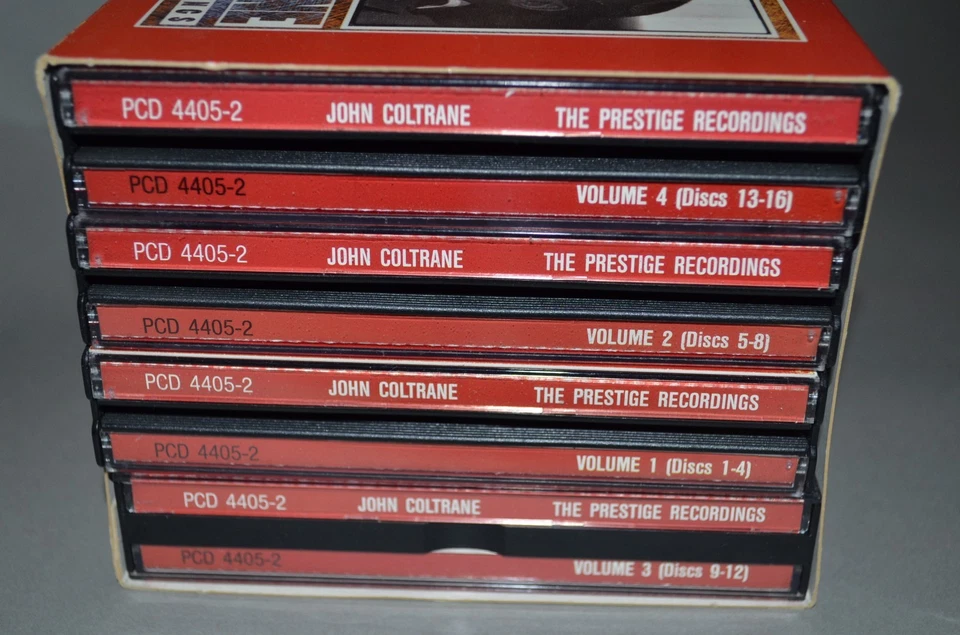 PCD 4405-2 JOHN COLTRANE THE PRESTIGE RECORDINGS
PCD 4405-2 VOLUME 4 (Discs 13-16)
PCD 4405-2 JOHN COLTRANE THE PRESTIGE RECORDINGS
PCD 4405-2 VOLUME 2 (Discs 5-8)
PCD 4405-2 JOHN COLTRANE THE PRESTIGE RECORDINGS
PCD 4405-2 VOLUME 1 (Discs 1-4)
PCD 4405-2 JOHN COLTRANE THE PRESTIGE RECORDINGS
PCD 4405-2 VOLUME 3 (Discs 9-12)